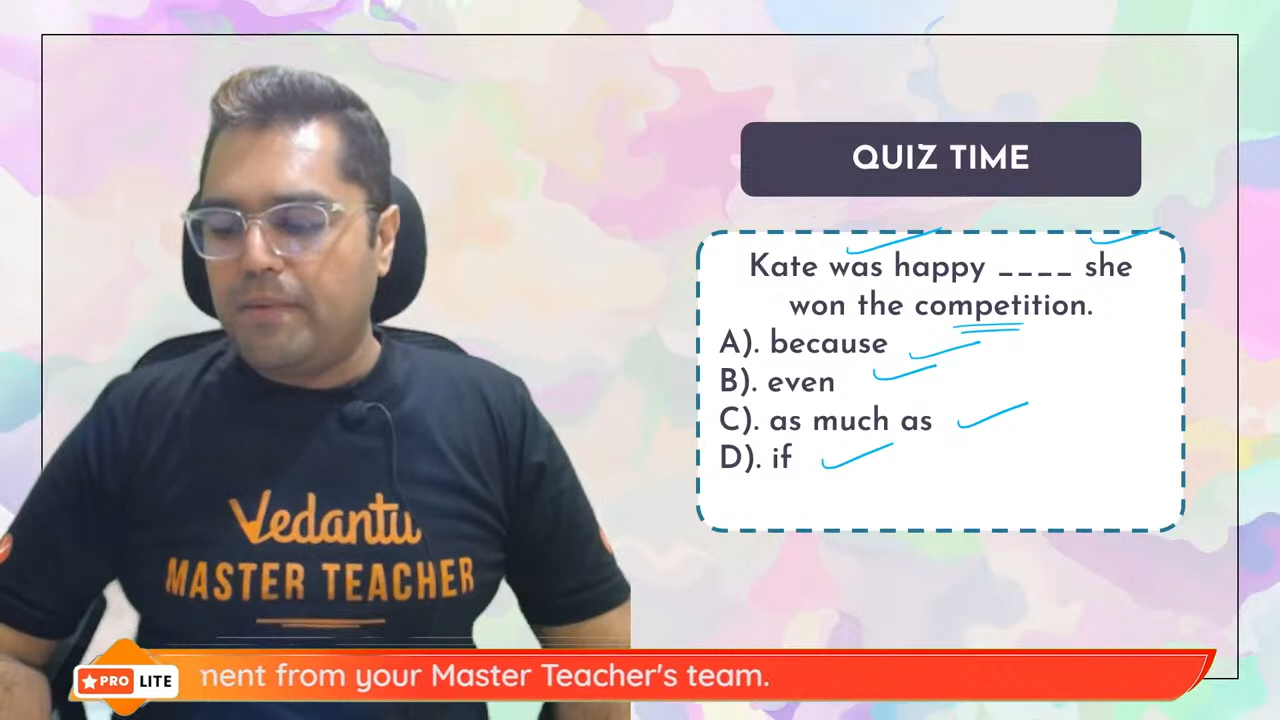 QUIZ TIME
Kate was happy ____ she
won the competition.
A). because
B). even
C). as much as
D). if
Vedantu
MASTER TEACHER
PRO LITE
nent from your Master Teacher's team.